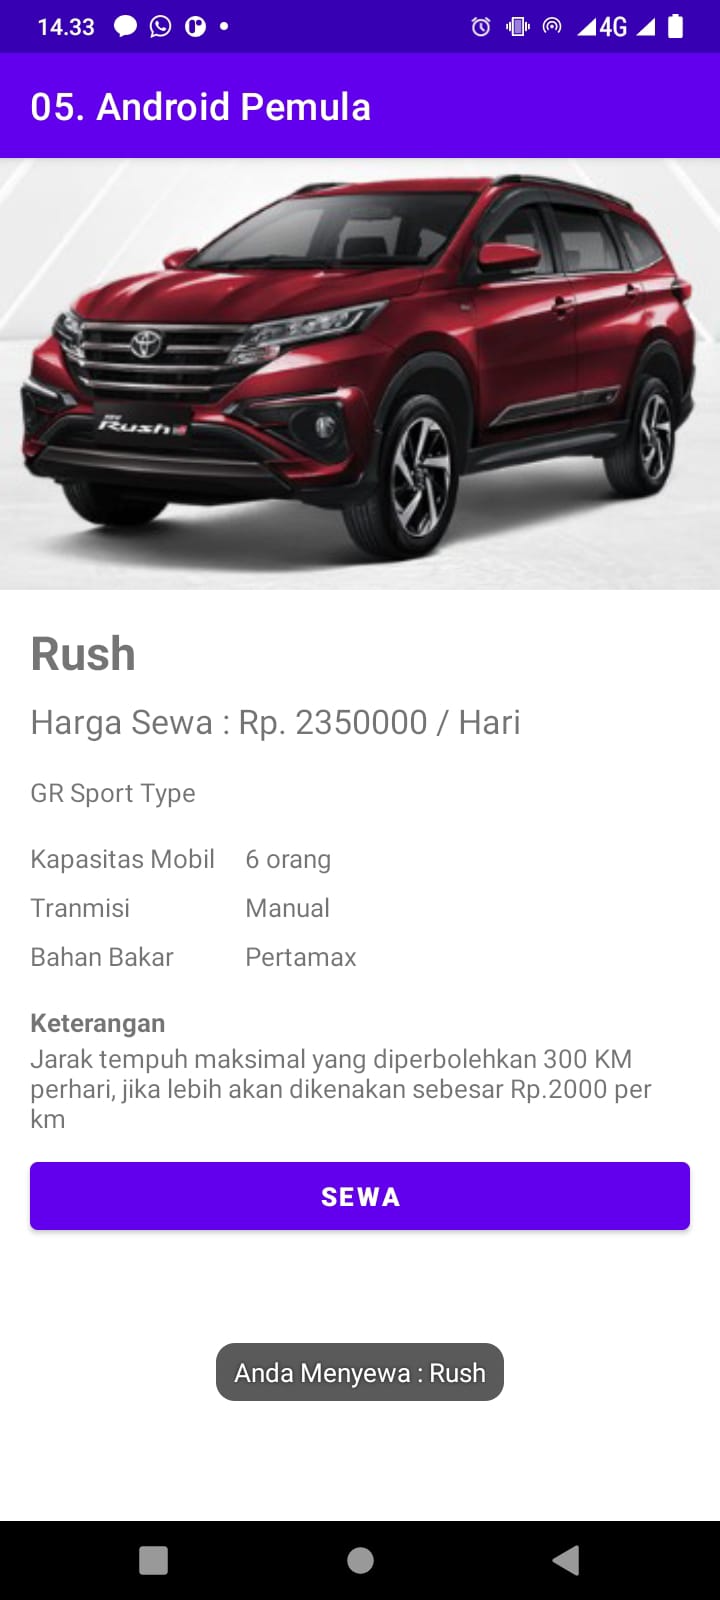 14.33
4G
05. Android Pemula
Rush
Rush
Harga Sewa : Rp. 2350000 / Hari
GR Sport Type
Kapasitas Mobil 6 orang
Tranmisi Manual
Bahan Bakar Pertamax
Keterangan
Jarak tempuh maksimal yang diperbolehkan 300 KM
perhari, jika lebih akan dikenakan sebesar Rp.2000 per
km
SEWA
Anda Menyewa : Rush